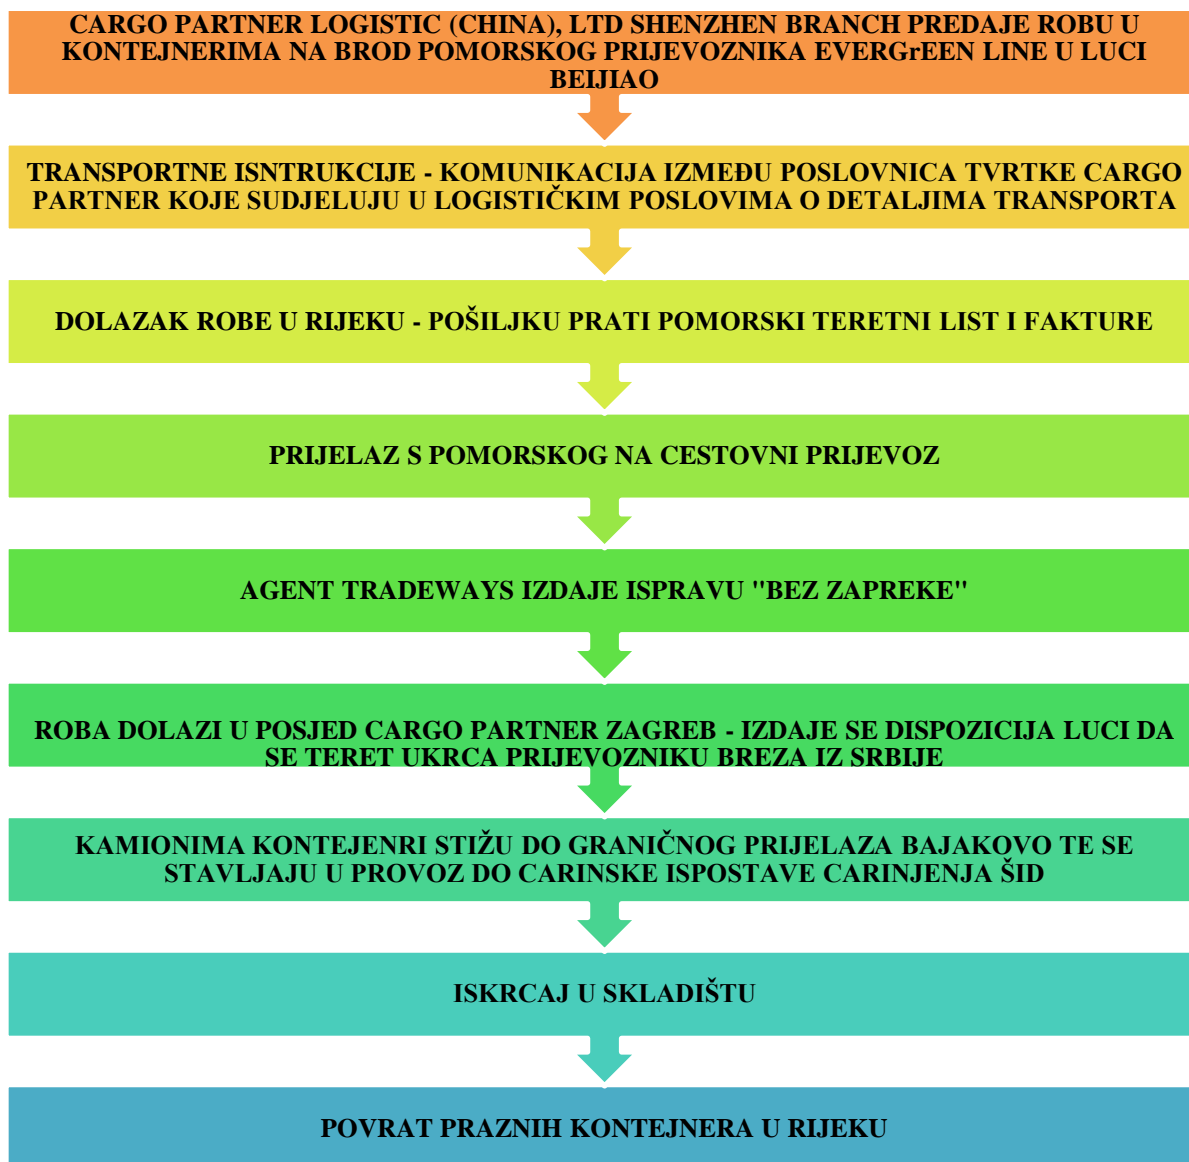 CARGO PARTNER LOGISTIC (CHINA), LTD SHENZHEN BRANCH PREDAJE ROBU U
KONTEJNERIMA NA BROD POMORSKOG PRIJEVOZNIKA EVERGrEEN LINE U LUCI
BEIJIAO
TRANSPORTNE ISNTRUKCIJE - KOMUNIKACIJA IZMEĐU POSLOVNICA TVRTKE CARGO
PARTNER KOJE SUDJELUJU U LOGISTIČKIM POSLOVIMA O DETALJIMA TRANSPORTA
DOLAZAK ROBE U RIJEKU - POŠILJKU PRATI POMORSKI TERETNI LIST I FAKTURE
PRIJELAZ S POMORSKOG NA CESTOVNI PRIJEVOZ
AGENT TRADEWAYS IZDAJE ISPRAVU "BEZ ZAPREKE"
ROBA DOLAZI U POSJED CARGO PARTNER ZAGREB - IZDAJE SE DISPOZICIJA LUCI DA
SE TERET UKRCA PRIJEVOZNIKU BREZA IZ SRBIJE
KAMIONIMA KONTEJENRI STIŽU DO GRANIČNOG PRIJELAZA BAJAKOVO TE SE
STAVLJAJU U PROVOZ DO CARINSKE ISPOSTAVE CARINJENJA ŠID
ISKRCAJ U SKLADIŠTU
POVRAT PRAZNIH KONTEJNERA U RIJEKU